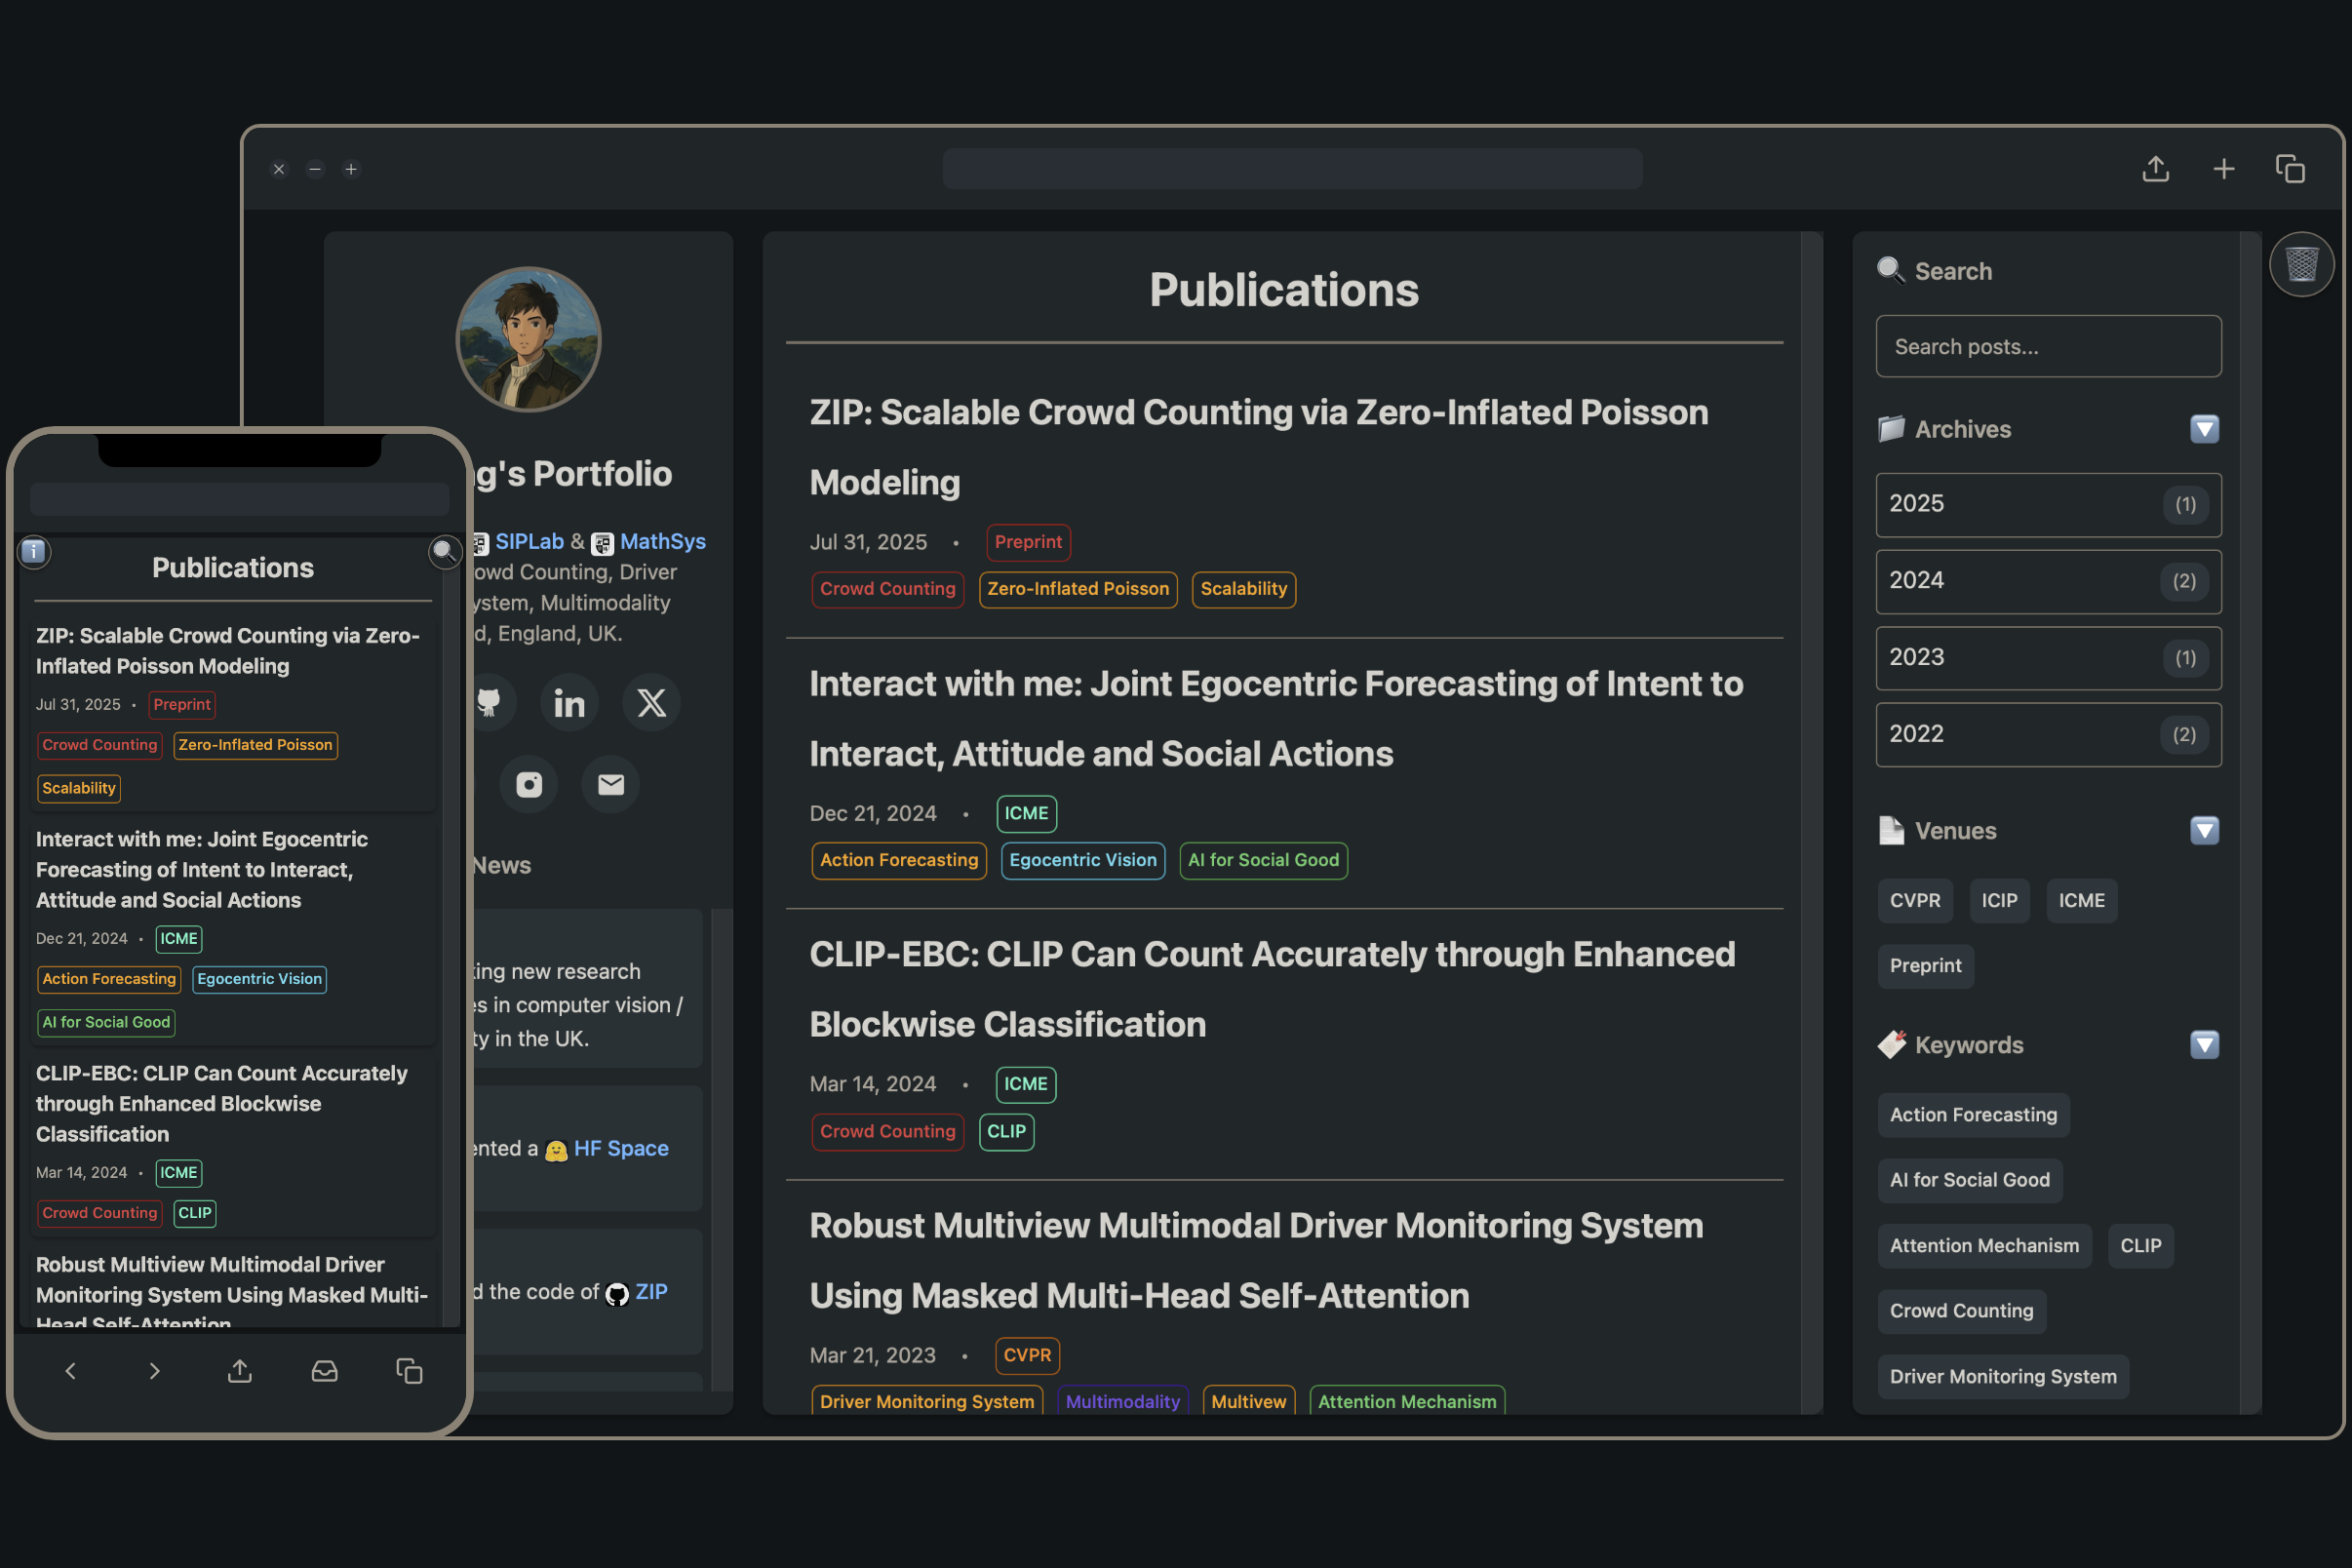 Publications
ZIP: Scalable Crowd Counting via Zero-
Inflated Poisson Modeling
Jul 31, 2025 • Preprint
Crowd Counting Zero-Inflated Poisson
Scalability
Interact with me: Joint Egocentric
Forecasting of Intent to Interact,
Attitude and Social Actions
Dec 21, 2024 • ICME
Action Forecasting Egocentric Vision
AI for Social Good
CLIP-EBC: CLIP Can Count Accurately
through Enhanced Blockwise
Classification
Mar 14, 2024 • ICME
Crowd Counting CLIP
Robust Multiview Multimodal Driver
Monitoring System Using Masked Multi-
Head Self-Attention
g's Portfolio
SIPLab & MathSys
owd Counting, Driver
ystem, Multimodality
d, England, UK.
News
ing new research
s in computer vision /
ty in the UK.
ented a HF Space
d the code of ZIP
Publications
ZIP: Scalable Crowd Counting via Zero-Inflated Poisson
Modeling
Jul 31, 2025 • Preprint
Crowd Counting Zero-Inflated Poisson Scalability
Interact with me: Joint Egocentric Forecasting of Intent to
Interact, Attitude and Social Actions
Dec 21, 2024 • ICME
Action Forecasting Egocentric Vision AI for Social Good
CLIP-EBC: CLIP Can Count Accurately through Enhanced
Blockwise Classification
Mar 14, 2024 • ICME
Crowd Counting CLIP
Robust Multiview Multimodal Driver Monitoring System
Using Masked Multi-Head Self-Attention
Mar 21, 2023 • CVPR
Driver Monitoring System Multimodality Multivew Attention Mechanism
Search
Search posts...
Archives
2025 (1)
2024 (2)
2023 (1)
2022 (2)
Venues
CVPR ICIP ICME
Preprint
Keywords
Action Forecasting
AI for Social Good
Attention Mechanism CLIP
Crowd Counting
Driver Monitoring System